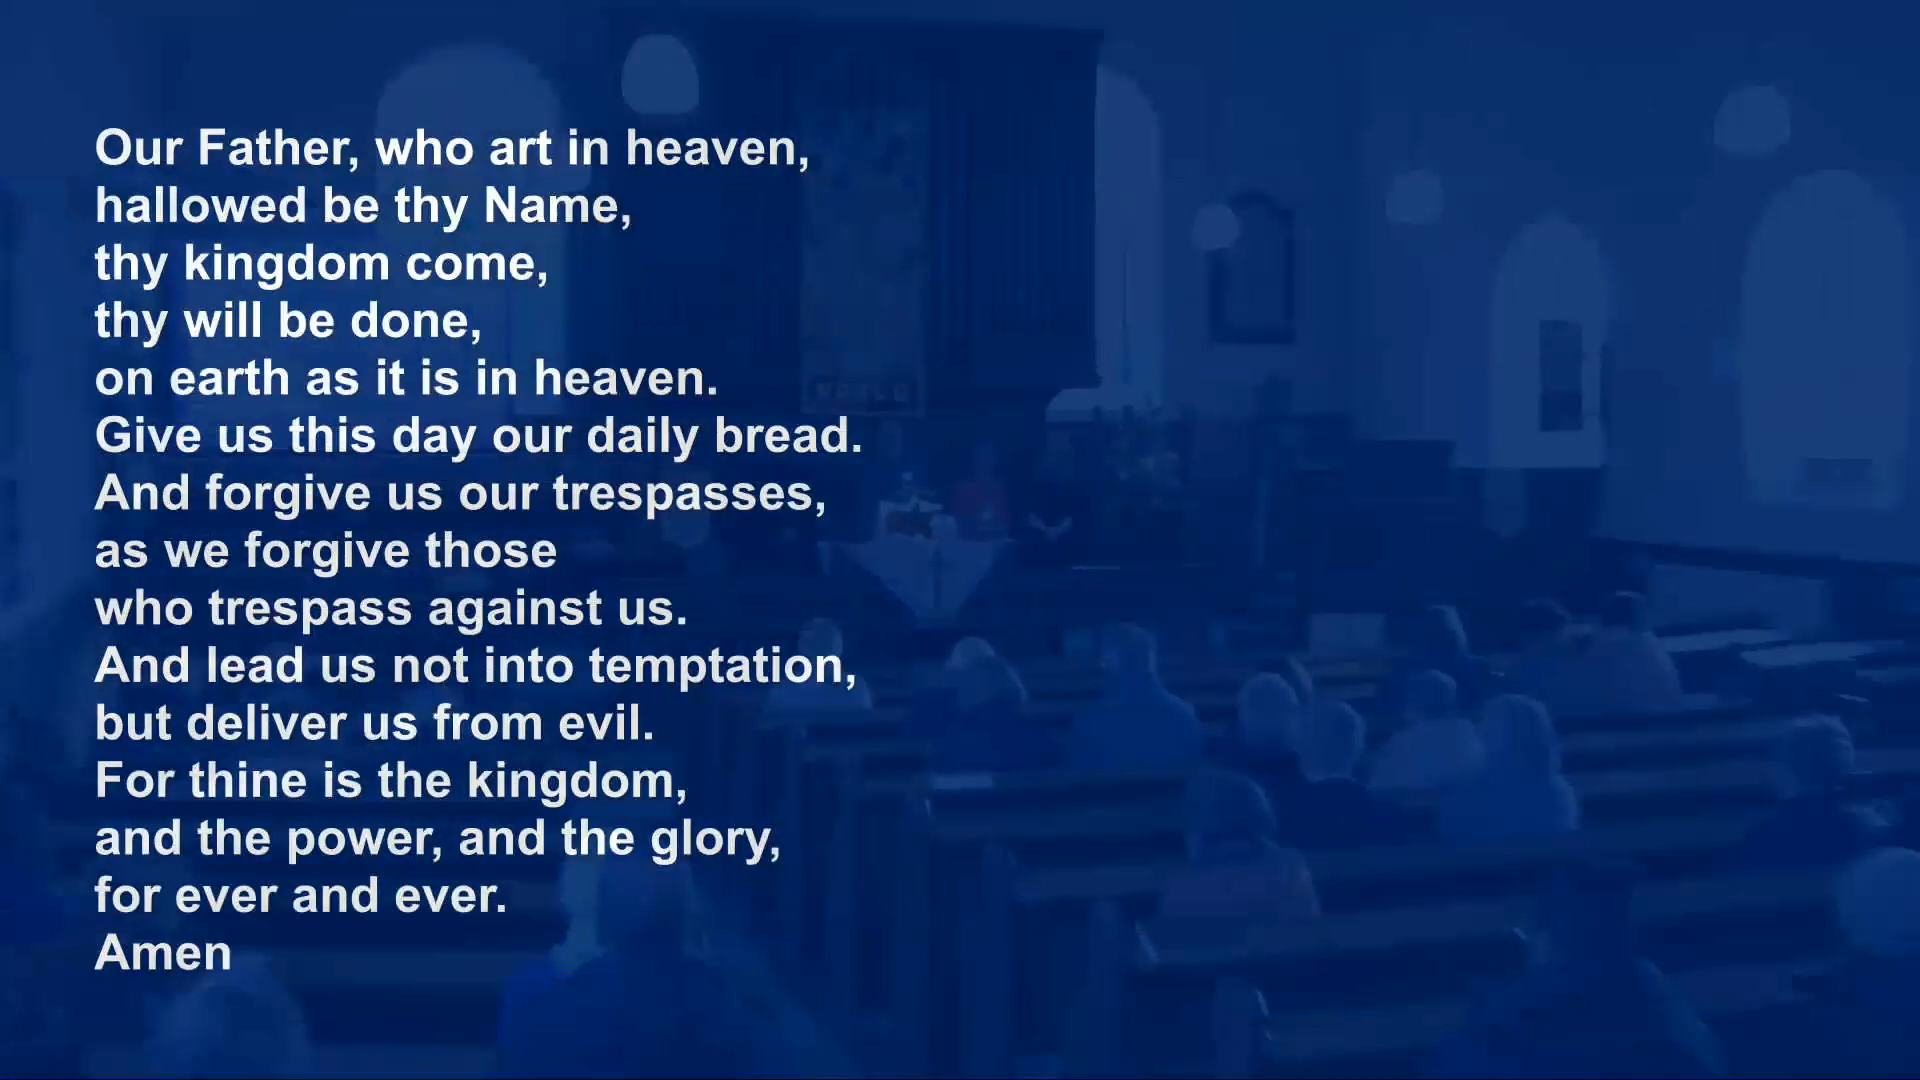 Our Father, who art in heaven,
hallowed be thy Name,
thy kingdom come,
thy will be done,
on earth as it is in heaven.
Give us this day our daily bread.
And forgive us our trespasses,
as we forgive those
who trespass against us.
And lead us not into temptation,
but deliver us from evil.
For thine is the kingdom,
and the power, and the glory,
for ever and ever.
Amen